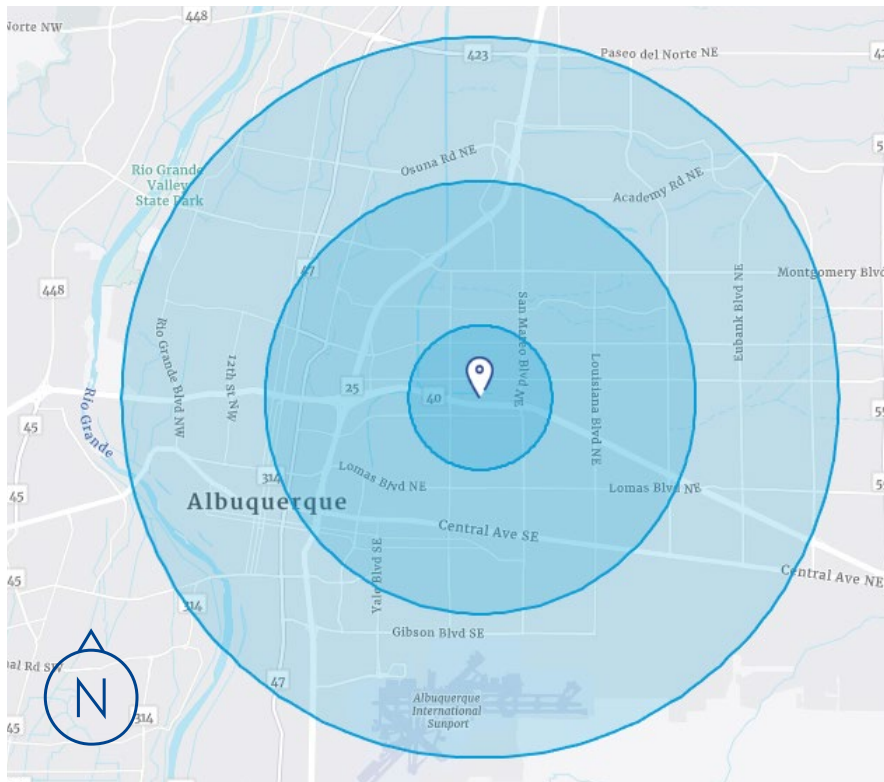 448
Norte NW
423
Paseo del Norte NE
Osuna Rd NE
Rio Grande
Valley
State Park
Academy Rd NE
47
Montgomery Blvd
448
San Mateo Blvd NE
Eubank Blvd NE
Rio Grande Blvd NW
12th St NW
Louisiana Blvd NE
25
40
Rio Grande
45
314
Lomas Blvd NE
Lomas Blvd NE
45
Albuquerque
Central Ave SE
Yale Blvd SE
Central Ave NE
45
314
Gibson Blvd SE
Rd SW
47
Albuquerque
International
Sunport
N
314
45